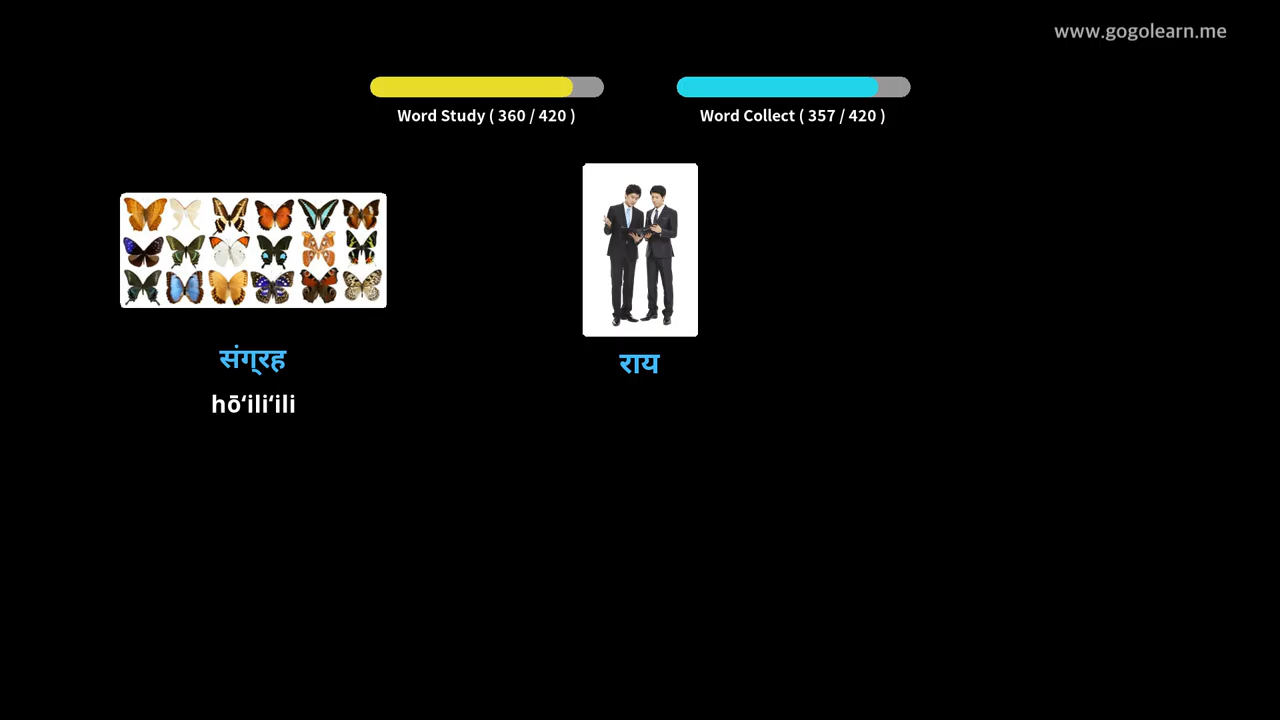 www.gogolearn.me
Word Study ( 360 / 420 )
Word Collect ( 357 / 420 )
संग्रह
hōʻiliʻili
राय